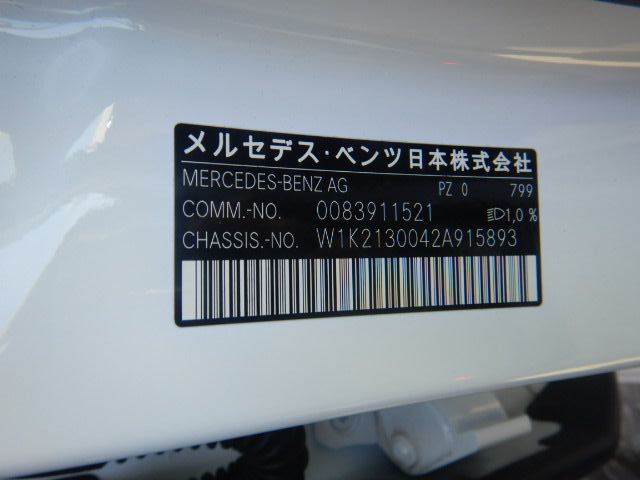 メルセデス・ベンツ日本株式会社
MERCEDES-BENZ AG PZ 0 799
COMM.-NO. 0083911521 1,0 %
CHASSIS.-NO. W1K2130042A915893